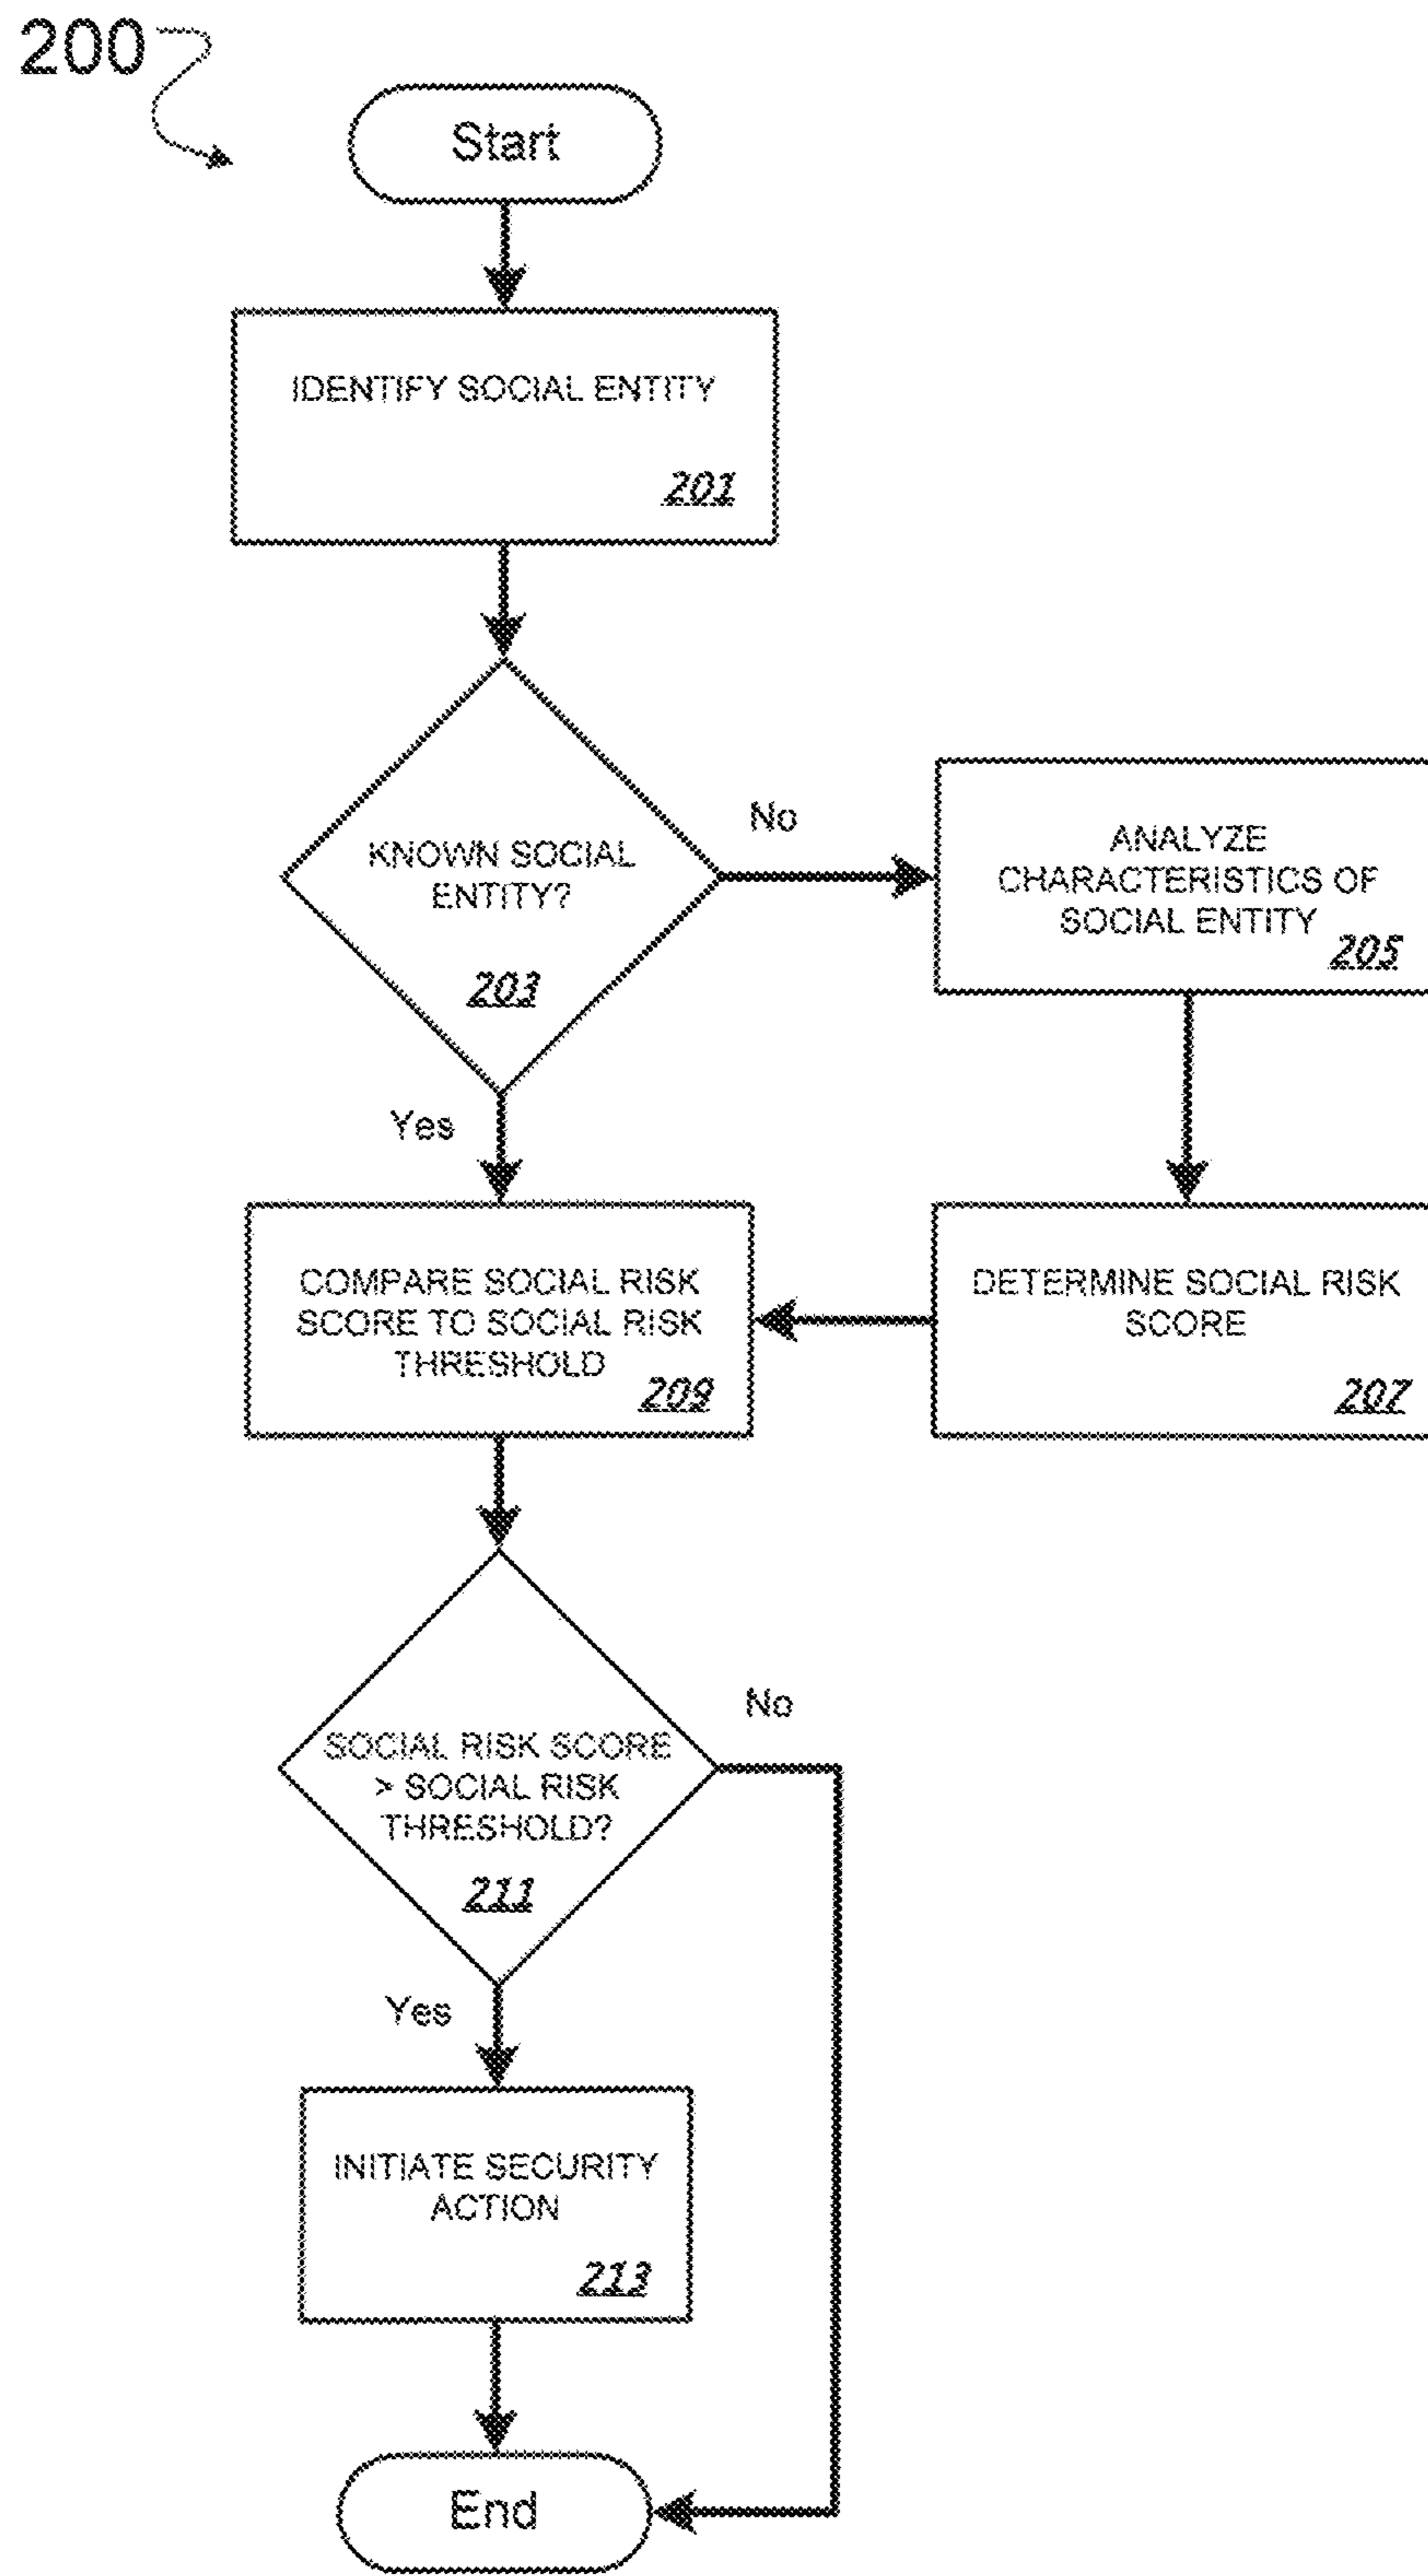 200
Start
IDENTIFY SOCIAL ENTITY
201
KNOWN SOCIAL
ENTITY?
203
No
ANALYZE
CHARACTERISTICS OF
SOCIAL ENTITY
205
Yes
COMPARE SOCIAL RISK
SCORE TO SOCIAL RISK
THRESHOLD
209
DETERMINE SOCIAL RISK
SCORE
207
SOCIAL RISK SCORE
> SOCIAL RISK
THRESHOLD?
211
No
Yes
INITIATE SECURITY
ACTION
213
End